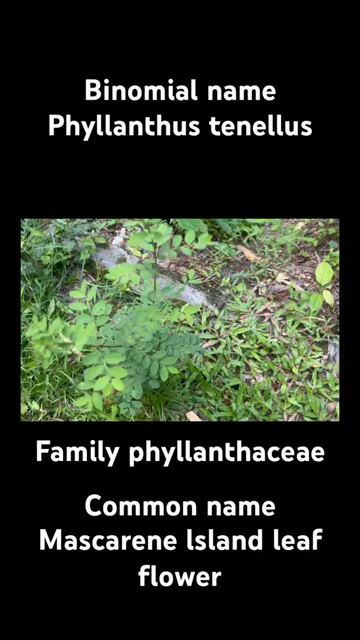 Binomial name
Phyllanthus tenellus
Family phyllanthaceae
Common name
Mascarene lsland leaf
flower